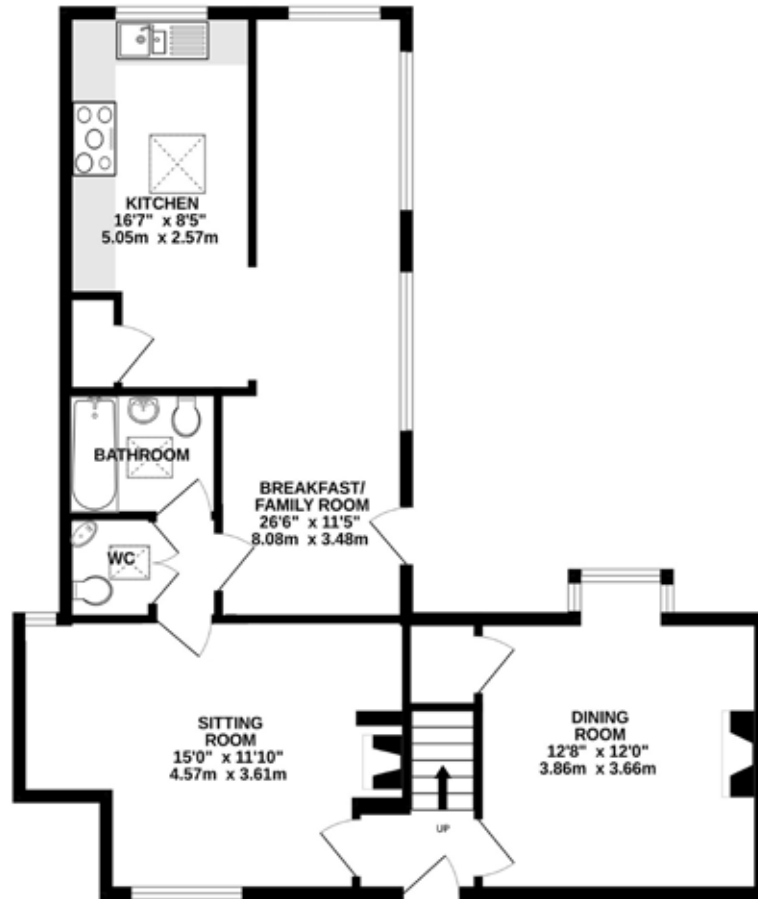 KITCHEN
16'7" x 8'5"
5.05m x 2.57m
BATHROOM
BREAKFAST/
FAMILY ROOM
26'6" x 11'5"
8.08m x 3.48m
WC
SITTING
ROOM
15'0" x 11'10"
4.57m x 3.61m
DINING
ROOM
12'8" x 12'0"
3.86m x 3.66m
UP